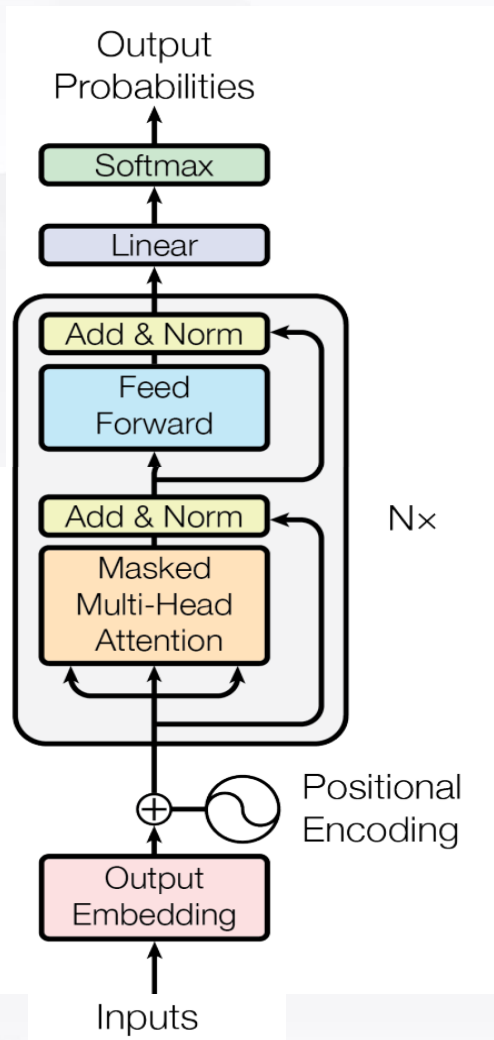 Output
Probabilities
Softmax
Linear
Add & Norm
Feed
Forward
Add & Norm
N×
Masked
Multi-Head
Attention
Positional
Encoding
Output
Embedding
Inputs